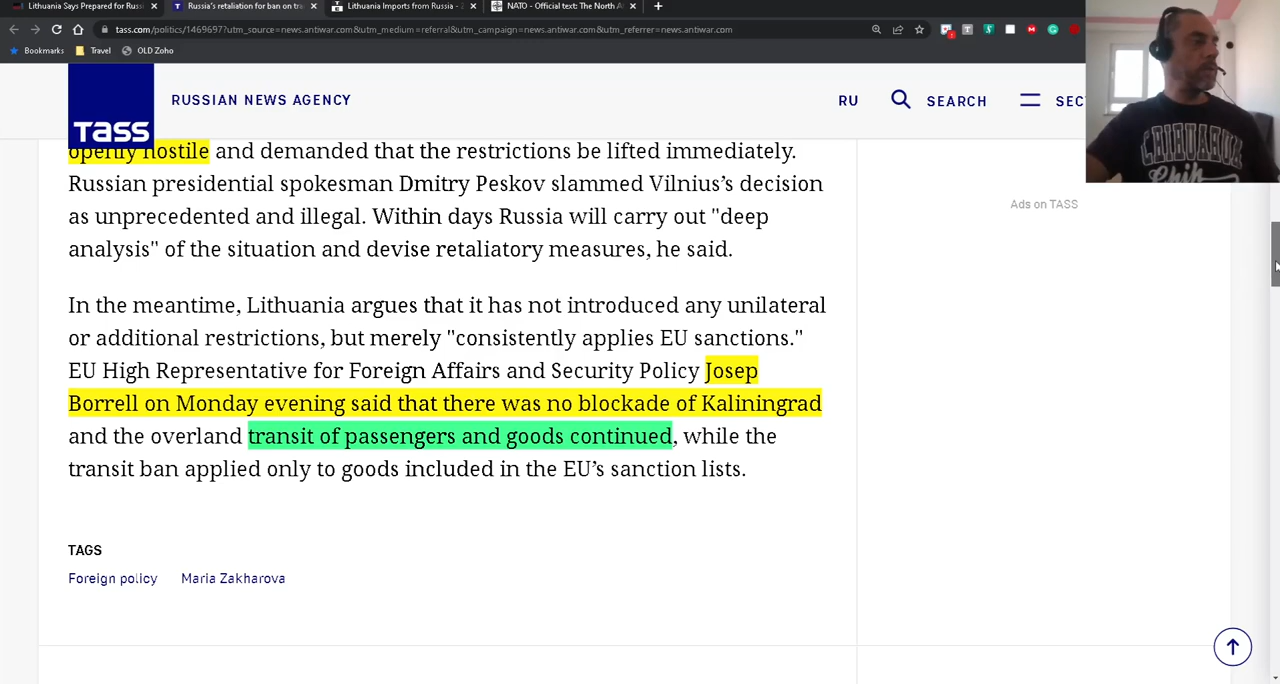 Lithuania Says Prepared for Russi
Russia's retaliation for ban on tra
Lithuania Imports from Russia - 2
NATO - Official text: The North A
tass.com/politics/1469697?utm_source=news.antiwar.com&utm_medium=referral&utm_campaign=news.antiwar.com&utm_referrer=news.antiwar.com
Bookmarks Travel OLD Zoho
TASS RUSSIAN NEWS AGENCY RU SEARCH SEC
openly hostile and demanded that the restrictions be lifted immediately.
Russian presidential spokesman Dmitry Peskov slammed Vilnius's decision
as unprecedented and illegal. Within days Russia will carry out "deep
analysis" of the situation and devise retaliatory measures, he said.
Ads on TASS
In the meantime, Lithuania argues that it has not introduced any unilateral
or additional restrictions, but merely "consistently applies EU sanctions."
EU High Representative for Foreign Affairs and Security Policy Josep
Borrell on Monday evening said that there was no blockade of Kaliningrad
and the overland transit of passengers and goods continued, while the
transit ban applied only to goods included in the EU's sanction lists.
TAGS
Foreign policy Maria Zakharova